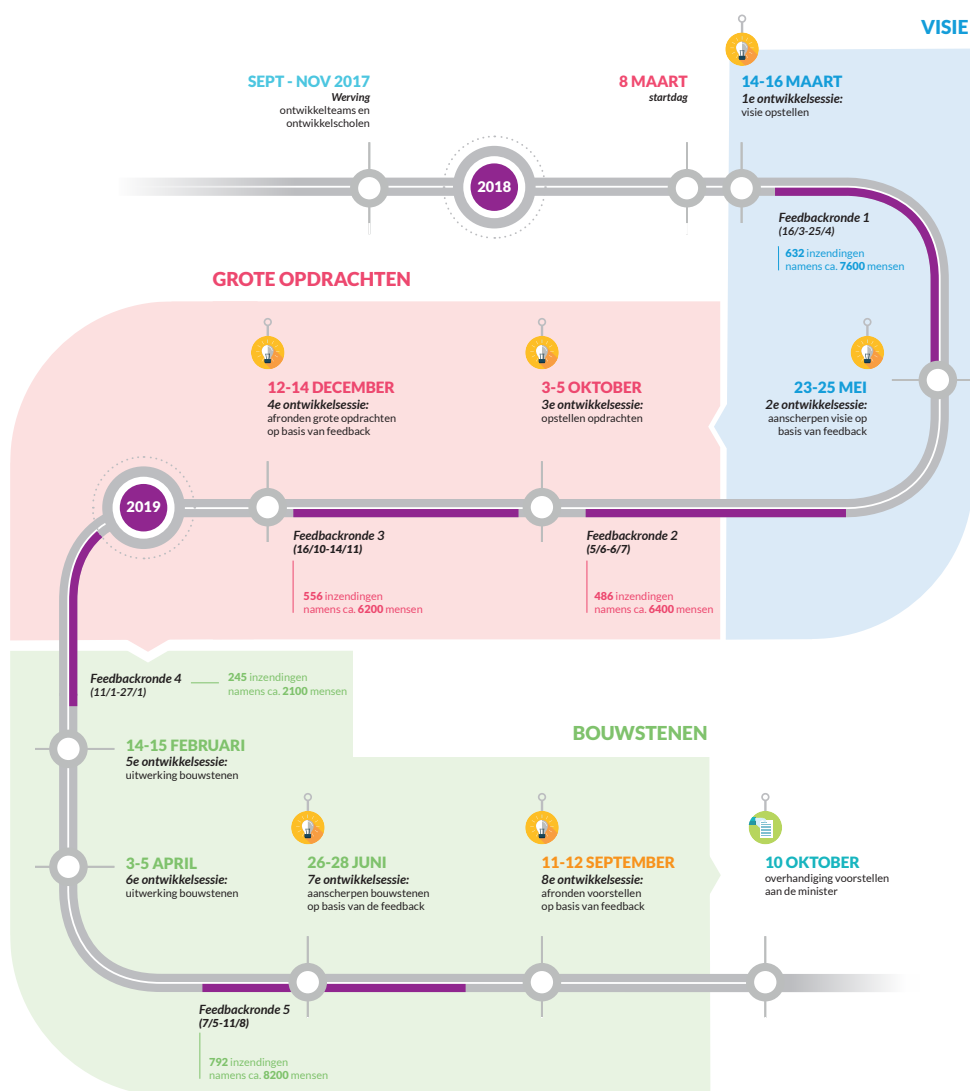 VISIE
SEPT - NOV 2017
Werving
ontwikkelteams en
ontwikkelscholen
2018
8 MAART
startdag
14-16 MAART
1e ontwikkelsessie:
visie opstellen
Feedbackronde 1
(16/3-25/4)
632 inzendingen
namens ca. 7600 mensen
23-25 MEI
2e ontwikkelsessie:
aanscherpen visie op
basis van feedback
GROTE OPDRACHTEN
Feedbackronde 2
(5/6-6/7)
486 inzendingen
namens ca. 6400 mensen
3-5 OKTOBER
3e ontwikkelsessie:
opstellen opdrachten
Feedbackronde 3
(16/10-14/11)
556 inzendingen
namens ca. 6200 mensen
12-14 DECEMBER
4e ontwikkelsessie:
afronden grote opdrachten
op basis van feedback
2019
Feedbackronde 4
(11/1-27/1)
245 inzendingen
namens ca. 2100 mensen
BOUWSTENEN
14-15 FEBRUARI
5e ontwikkelsessie:
uitwerking bouwstenen
3-5 APRIL
6e ontwikkelsessie:
uitwerking bouwstenen
Feedbackronde 5
(7/5-11/8)
792 inzendingen
namens ca. 8200 mensen
26-28 JUNI
7e ontwikkelsessie:
aanscherpen bouwstenen
op basis van de feedback
11-12 SEPTEMBER
8e ontwikkelsessie:
afronden voorstellen
op basis van feedback
10 OKTOBER
overhandiging voorstellen
aan de minister